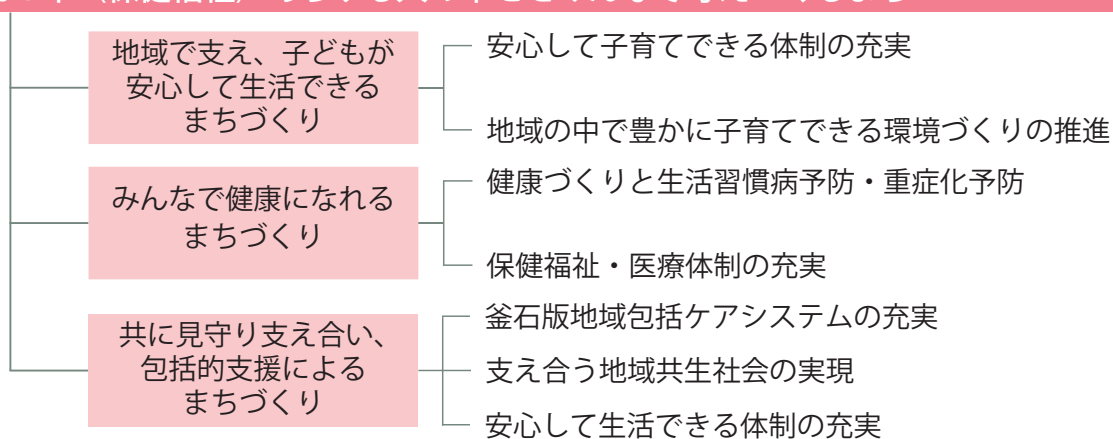 地域で支え、子どもが
安心して生活できる
まちづくり
安心して子育てできる体制の充実
地域の中で豊かに子育てできる環境づくりの推進
みんなで健康になれる
まちづくり
健康づくりと生活習慣病予防・重症化予防
保健福祉・医療体制の充実
共に見守り支え合い、
包括的支援による
まちづくり
釜石版地域包括ケアシステムの充実
支え合う地域共生社会の実現
安心して生活できる体制の充実